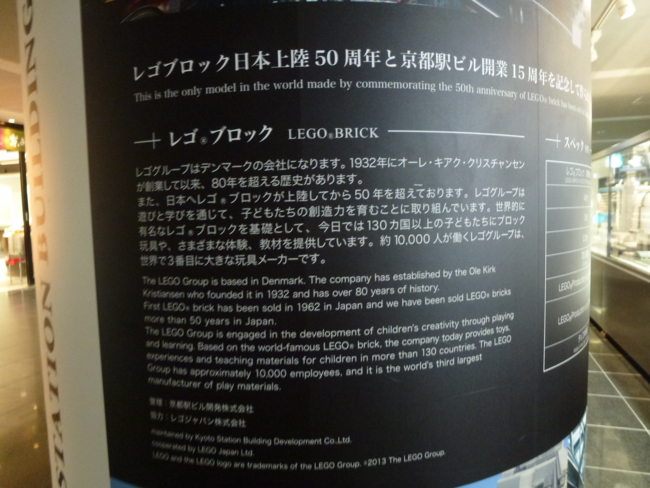 STATION BUILDING
レゴブロック日本上陸50周年と京都駅ビル開業15周年を記念して
This is the only model in the world made by commemorating the 50th anniversary of LEGO® brick has been
レゴ®ブロック LEGO®BRICK
レゴグループはデンマークの会社になります。1932年にオーレ・キアク・クリスチャンセン
が創業して以来、80年を超える歴史があります。
また、日本へレゴ®ブロックが上陸してから50年を超えております。レゴグループは
遊びと学びを通じて、子どもたちの創造力を育むことに取り組んでいます。世界的に
有名なレゴ®ブロックを基礎として、今日では130カ国以上の子どもたちにブロック
玩具や、さまざまな体験、教材を提供しています。約10,000人が働くレゴグループは、
世界で3番目に大きな玩具メーカーです。
The LEGO Group is based in Denmark. The company has established by the Ole Kirk
Kristiansen who founded it in 1932 and has over 80 years of history.
First LEGO® brick has been sold in 1962 in Japan and we have been sold LEGO® bricks
more than 50 years in Japan.
The LEGO Group is engaged in the development of children's creativity through playing
and learning. Based on the world-famous LEGO® brick, the company today provides toys,
experiences and teaching materials for children in more than 130 countries. The LEGO
Group has approximately 10,000 employees, and it is the world's third largest
manufacturer of play materials.
管理：京都駅ビル開発株式会社
協力：レゴジャパン株式会社
maintained by Kyoto Station Building Development Co.,Ltd.
cooperated by LEGO Japan Ltd.
LEGO and the LEGO logo are trademarks of the LEGO Group. ©2013 The LEGO Group.
スペック